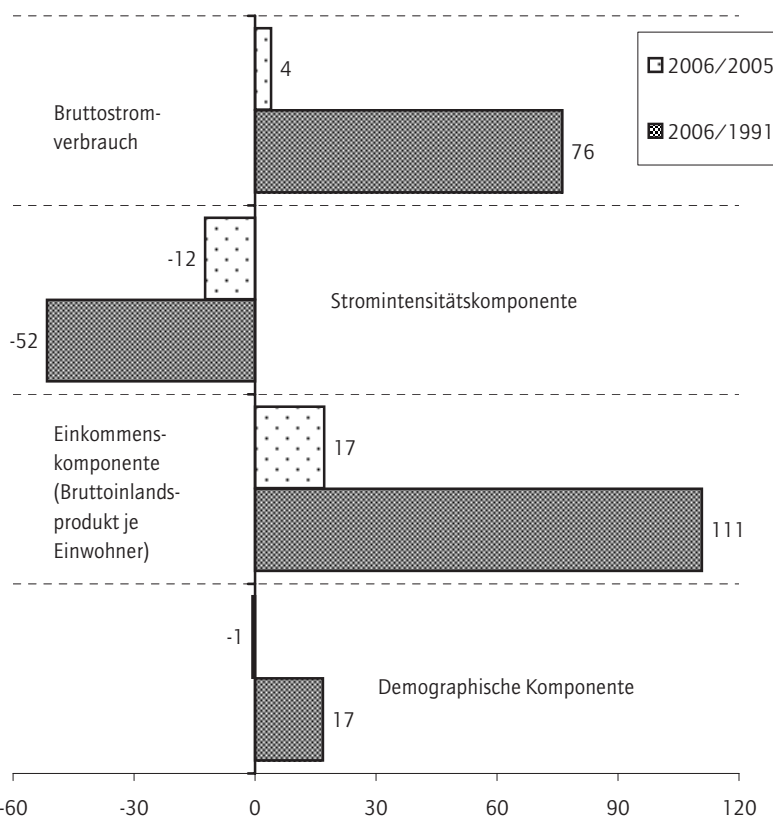 4
2006/2005
Bruttostrom-
verbrauch
76
2006/1991
-12
Stromintensitätskomponente
-52
Einkommens-
komponente
(Bruttoinlands-
produkt je
Einwohner)
17
111
-1
Demographische Komponente
17
-60 -30 0 30 60 90 120